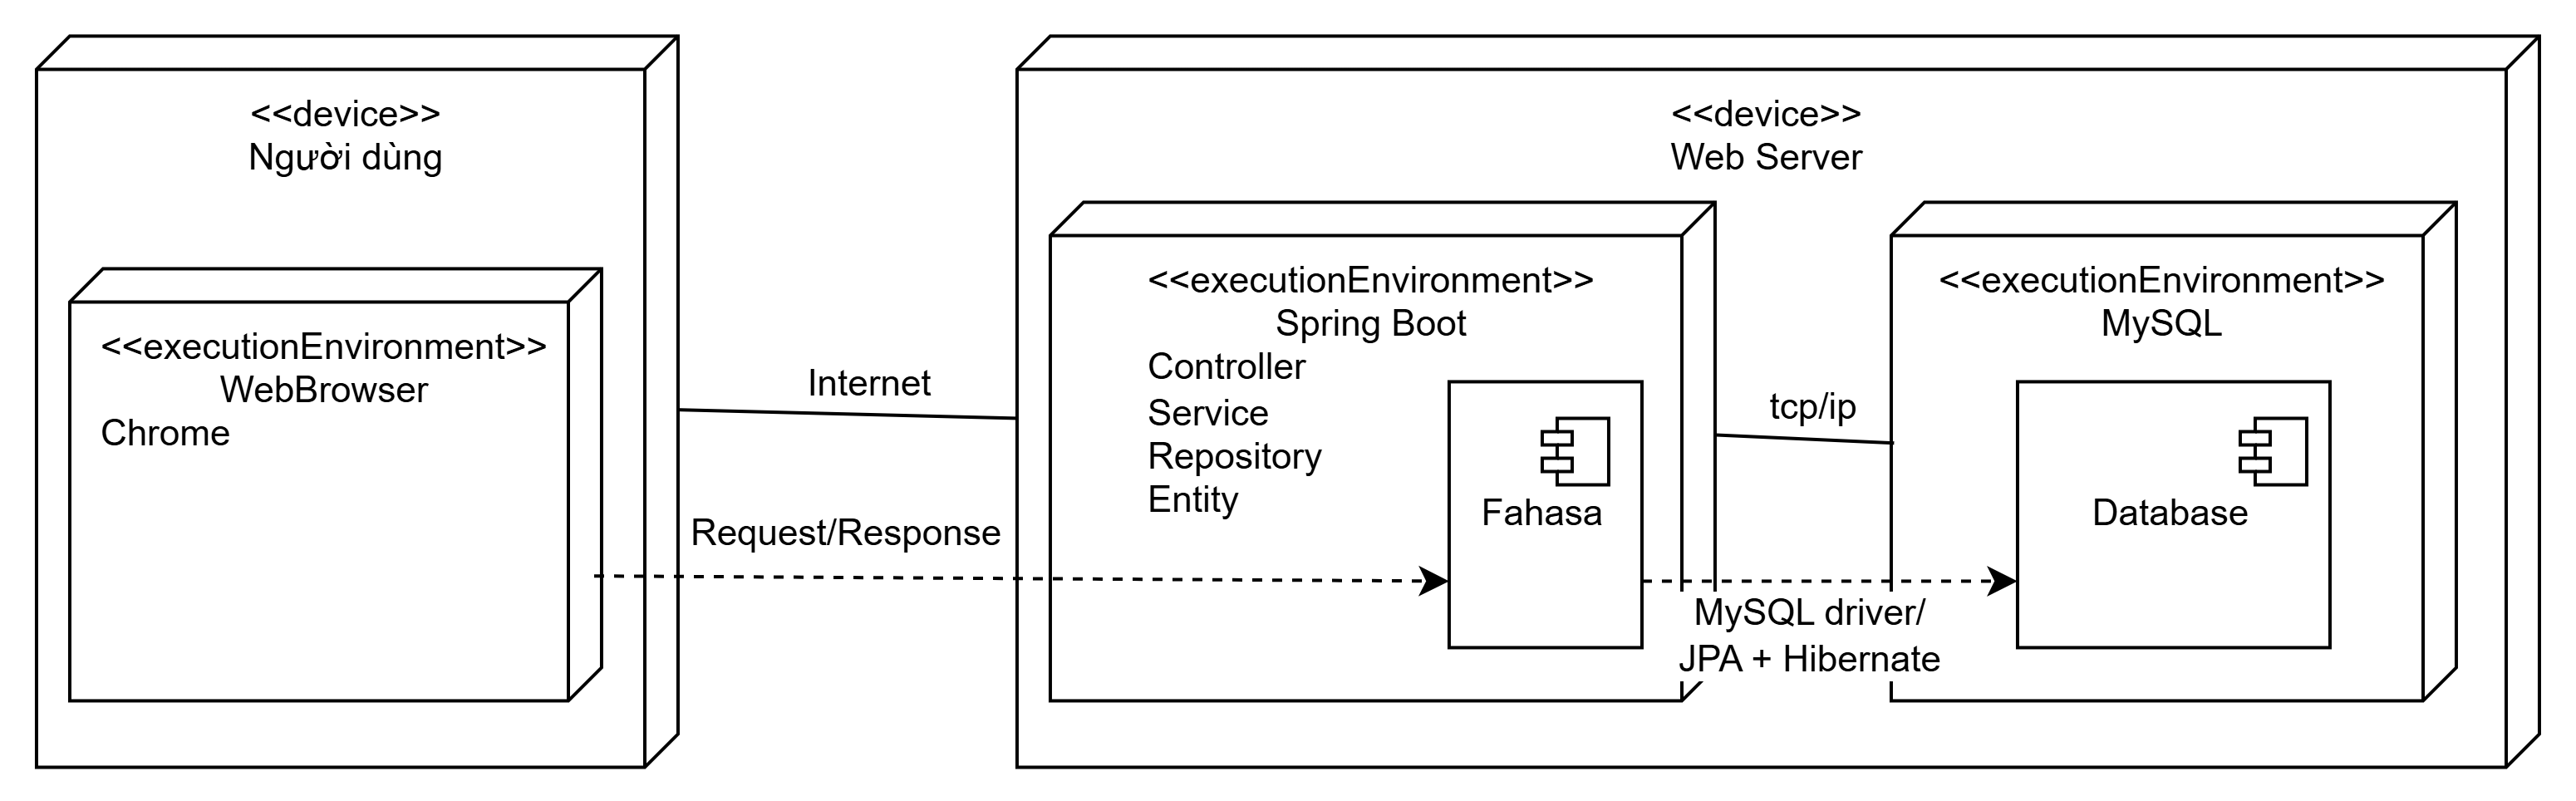 <<device>>
Người dùng
<<executionEnvironment>>
WebBrowser
Chrome
Internet
Request/Response
<<device>>
Web Server
<<executionEnvironment>>
Spring Boot
Controller
Service
Repository
Entity
Fahasa
tcp/ip
MySQL driver/
JPA + Hibernate
<<executionEnvironment>>
MySQL
Database